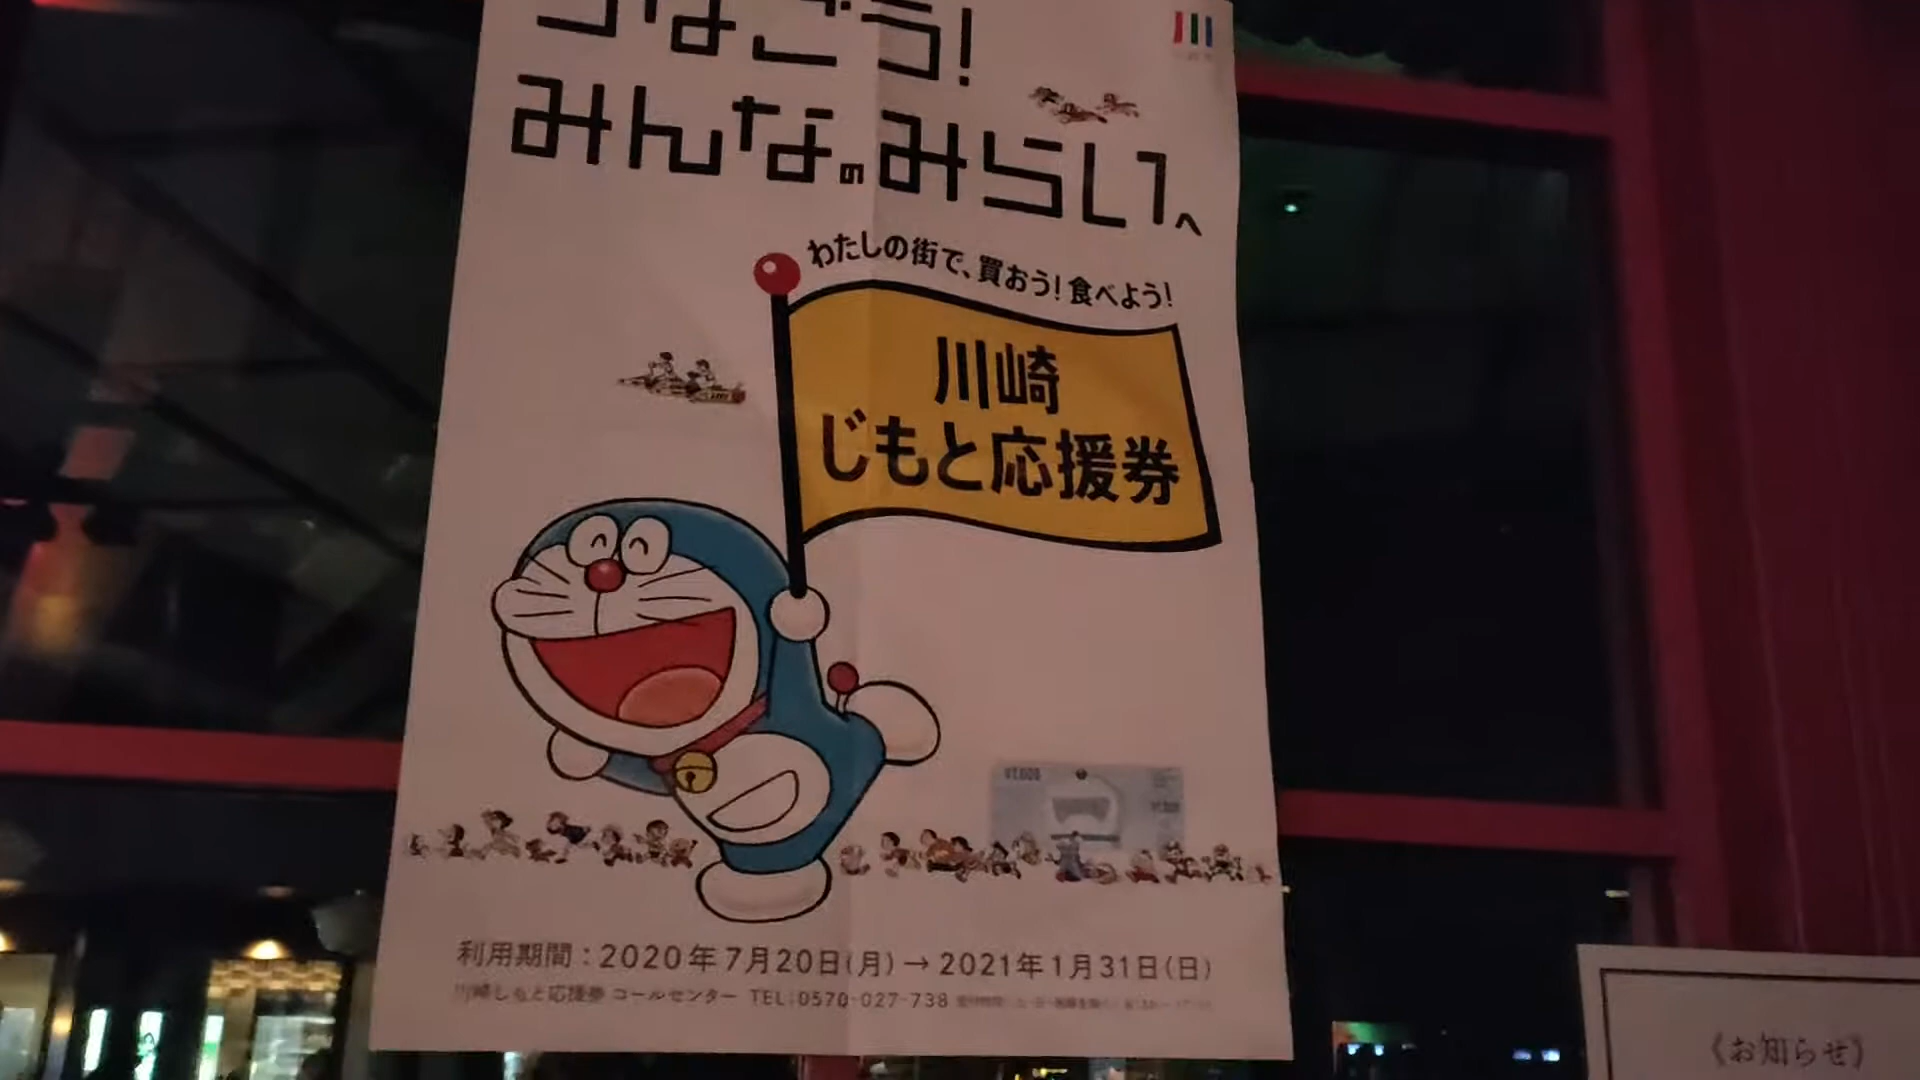 つなごう!
みんなのみらいへ
わたしの街で、買おう!食べよう!
川崎
じもと応援券
利用期間:2020年7月20日(月)→2021年1月31日(日)
川崎じもと応援券 コールセンター TEL:0570-027-738
《お知らせ》